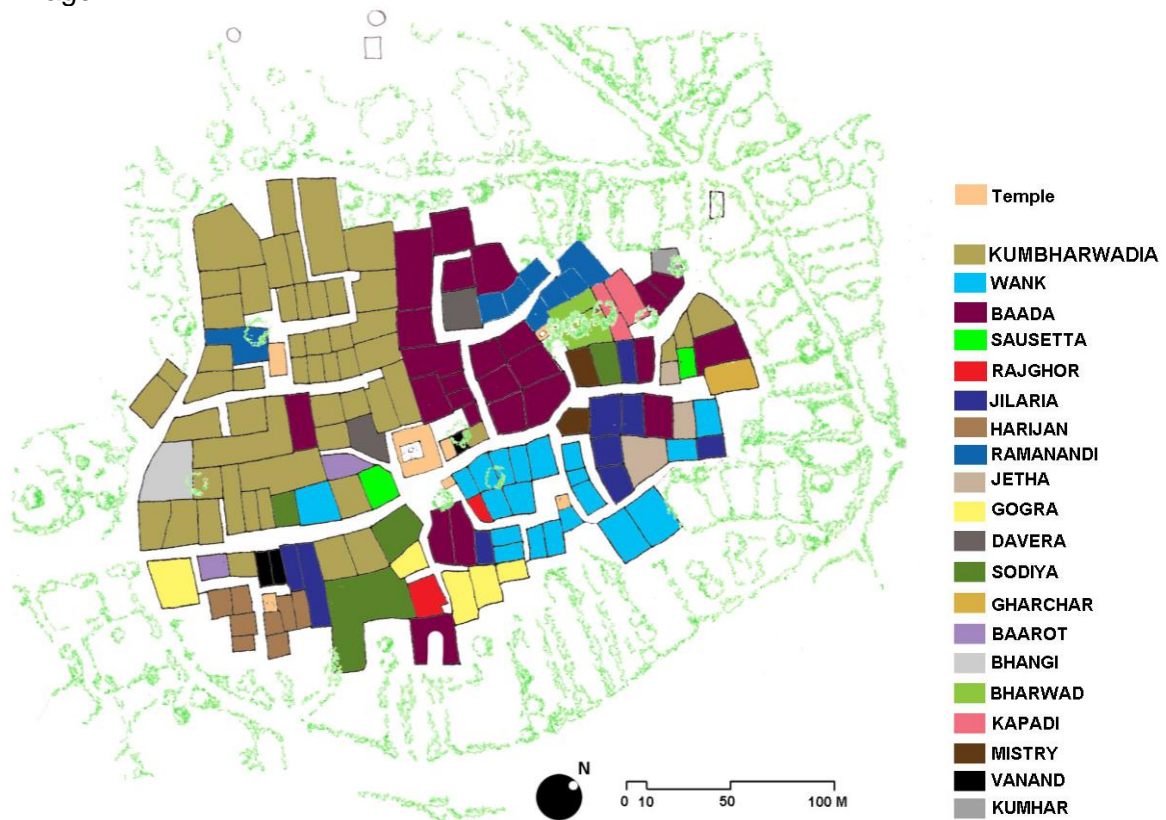 Temple
KUMBHARWADIA
WANK
BAADA
SAUSETTA
RAJGHOR
JILARIA
HARIJAN
RAMANANDI
JETHA
GOGRA
DAVERA
SODIYA
GHARCHAR
BAAROT
BHANGI
BHARWAD
KAPADI
MISTRY
VANAND
KUMHAR
N
0 10 50 100 M